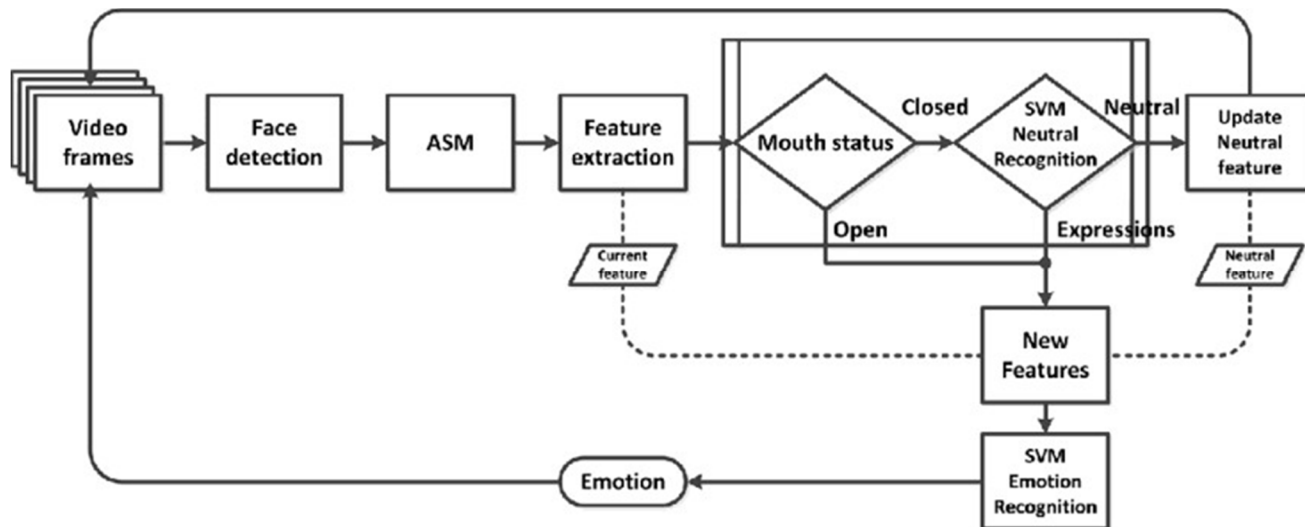 Video
frames
Face
detection
ASM
Feature
extraction
Mouth status
Closed
SVM
Neutral
Recognition
Neutral
Update
Neutral
feature
Open
Expressions
Current
feature
Neutral
feature
New
Features
SVM
Emotion
Recognition
Emotion